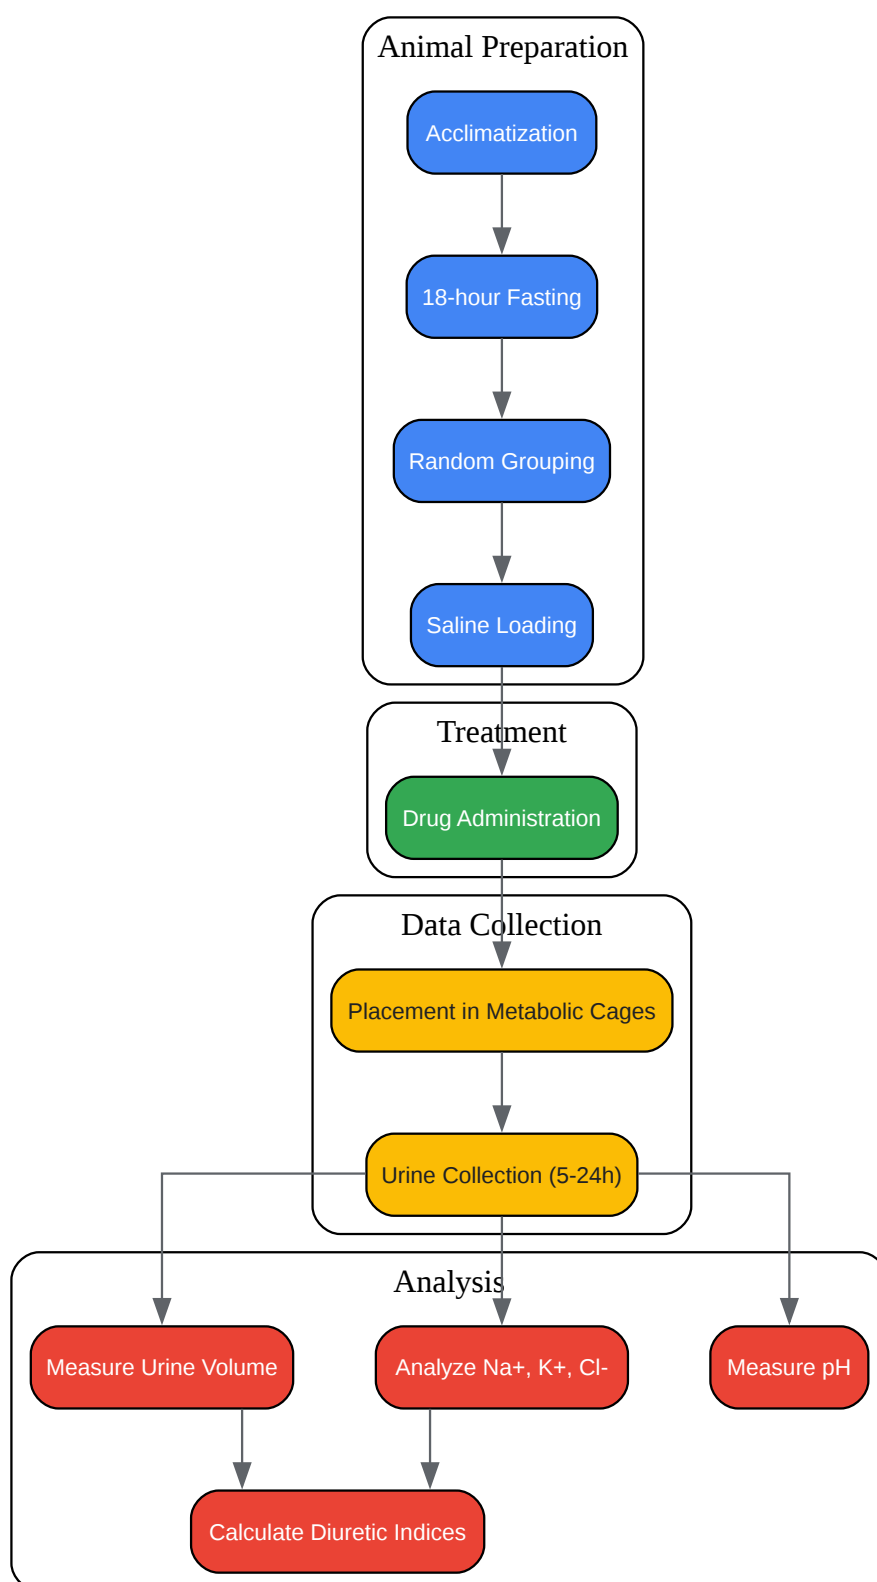 Animal Preparation
Acclimatization
18-hour Fasting
Random Grouping
Saline Loading
Treatment
Drug Administration
Data Collection
Placement in Metabolic Cages
Urine Collection (5-24h)
Analysis
Measure Urine Volume
Analyze Na+, K+, Cl-
Measure pH
Calculate Diuretic Indices